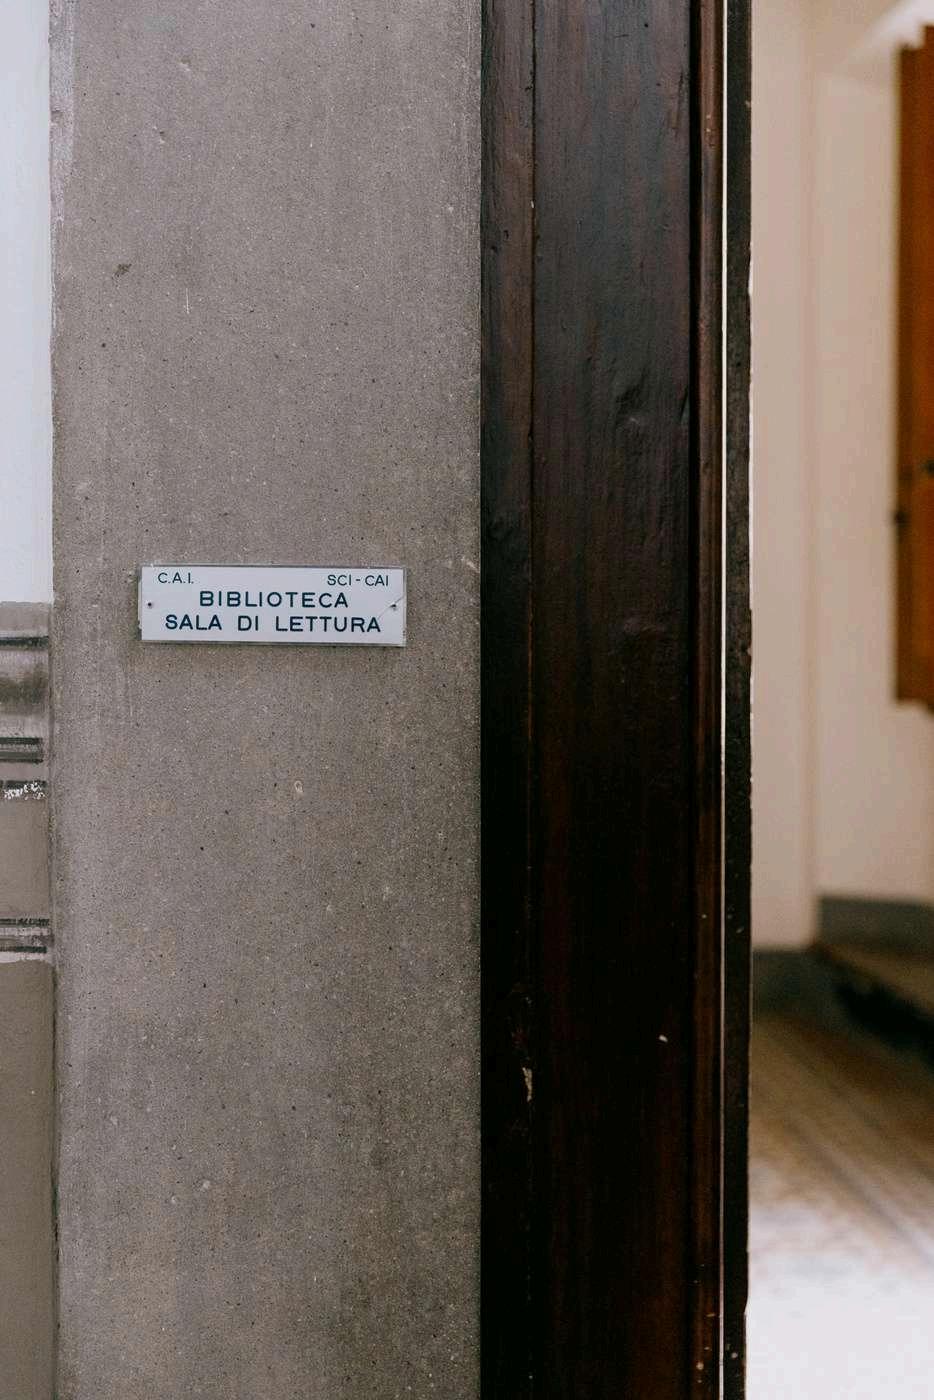 C.A.I. SCI - CAI
BIBLIOTECA
SALA DI LETTURA